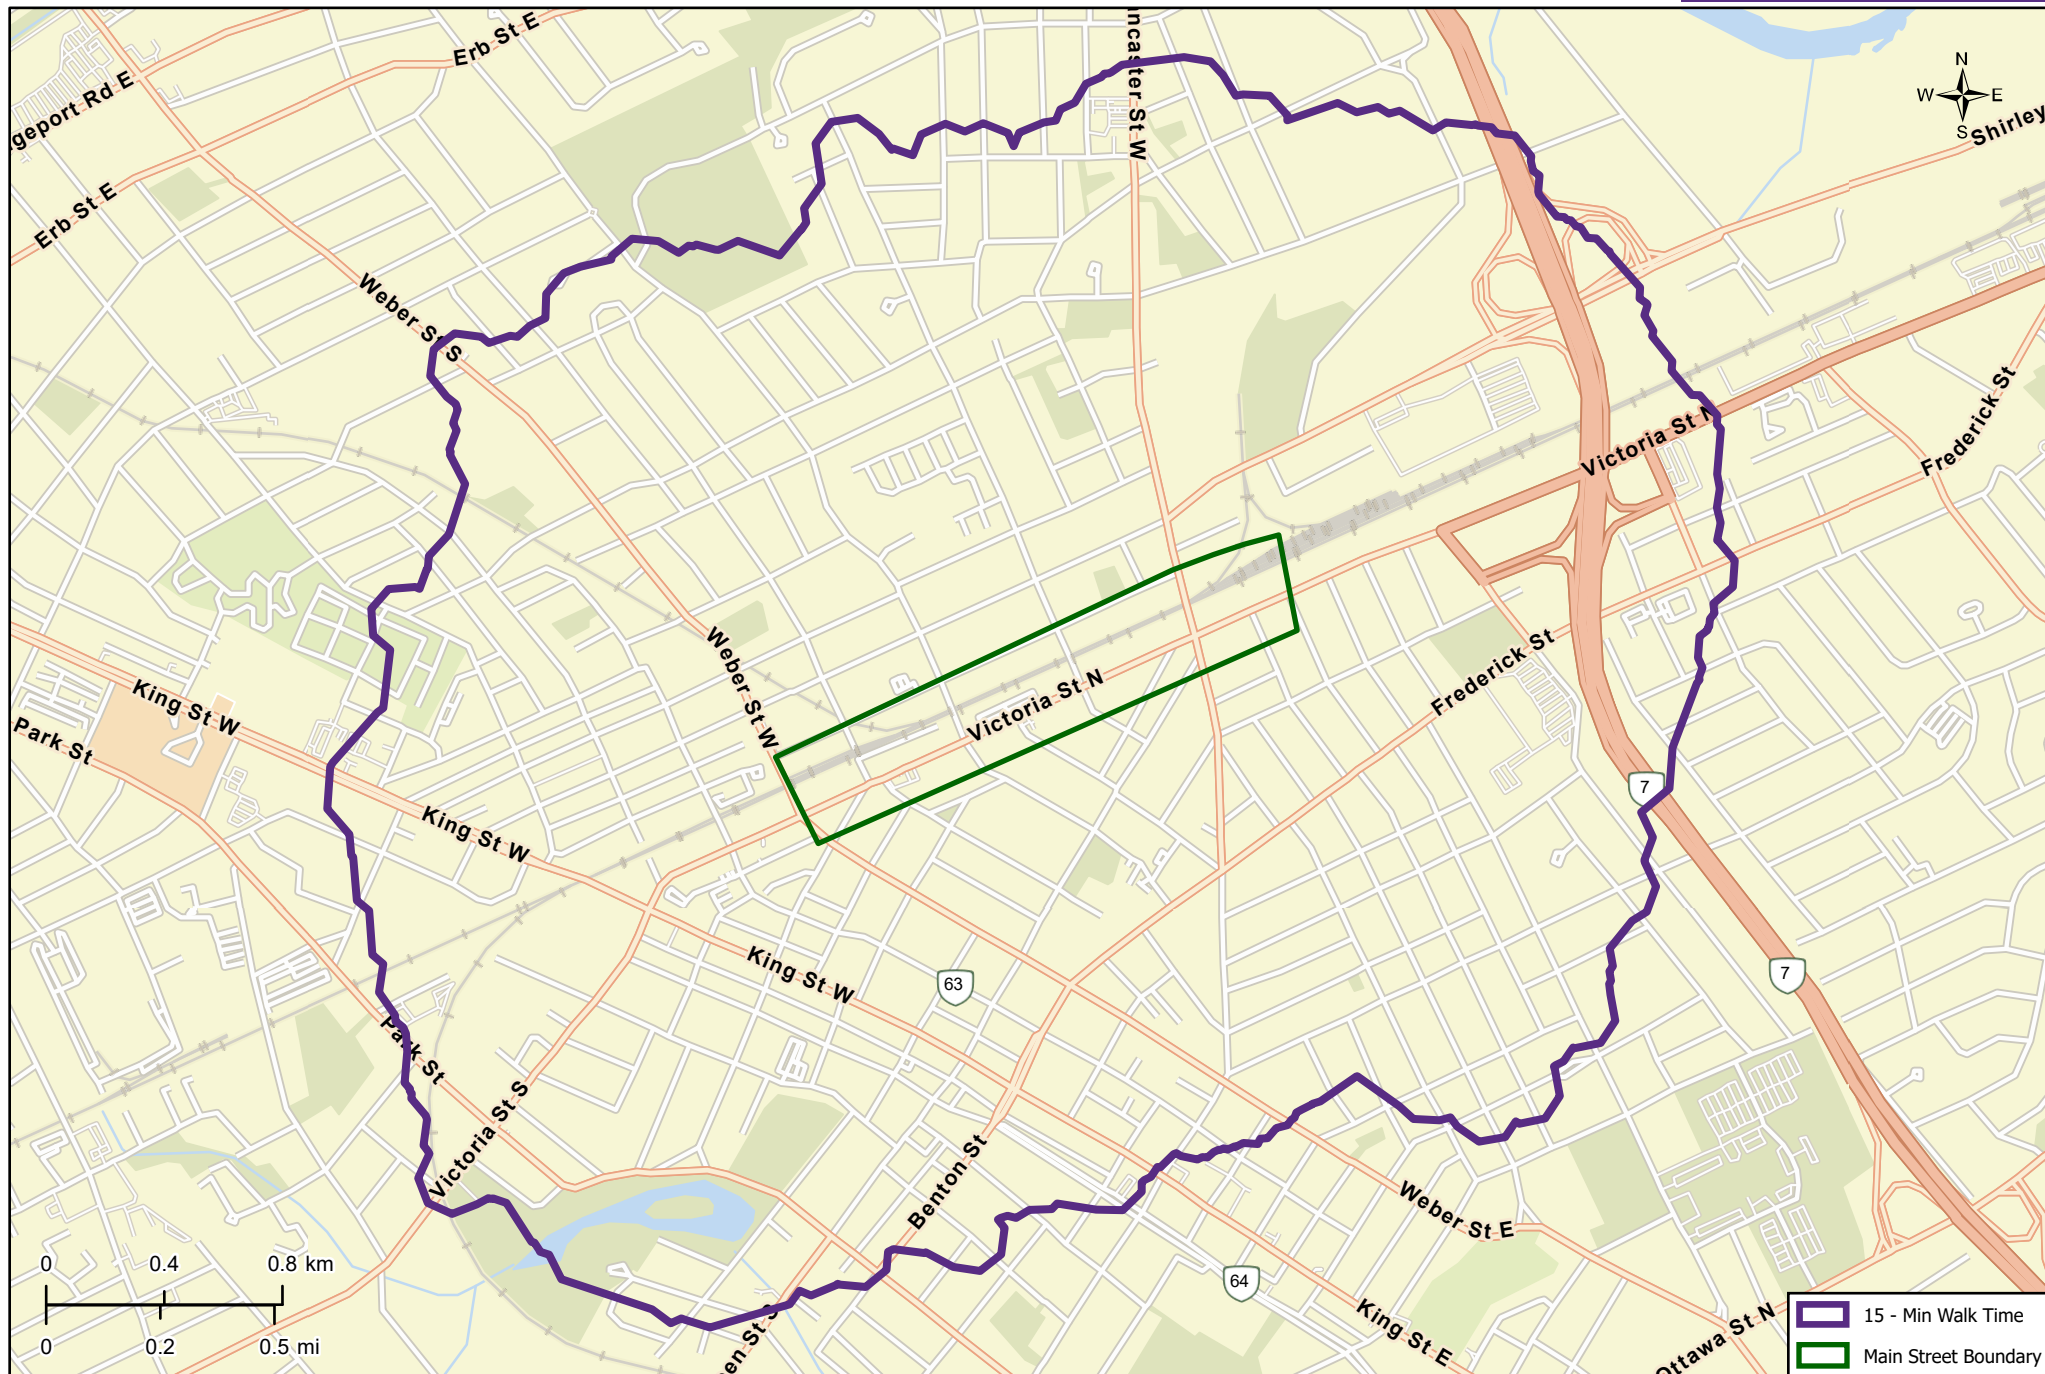 Erb St E
ncaster St W
N
W E
S
Shirley
geport Rd E
Erb St E
Weber St S
Frederick St
Victoria St N
King St W
Park St
Weber St W
Victoria St N
Frederick St
7
King St W
King St W
63
7
Park St
Victoria St S
Benton St
Weber St E
64
King St E
Ottawa St N
en St S
0 0.4 0.8 km
0 0.2 0.5 mi
15 - Min Walk Time
Main Street Boundary